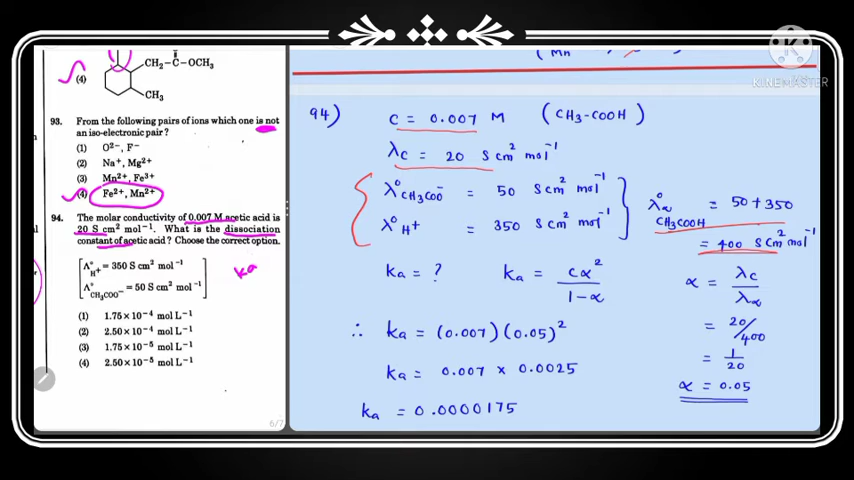 (4)
CH₂-C-OCH₃
CH₃
93. From the following pairs of ions which one is not
an iso-electronic pair ?
(1) O²⁻, F⁻
(2) Na⁺, Mg²⁺
(3) Mn²⁺, Fe³⁺
(4) Fe²⁺, Mn²⁺
94. The molar conductivity of 0.007 M acetic acid is
20 S cm² mol⁻¹. What is the dissociation
constant of acetic acid ? Choose the correct option.
Λ°H⁺ = 350 S cm² mol⁻¹
Λ°CH₃COO⁻ = 50 S cm² mol⁻¹
ka
(1) 1.75 × 10⁻⁴ mol L⁻¹
(2) 2.50 × 10⁻⁴ mol L⁻¹
(3) 1.75 × 10⁻⁵ mol L⁻¹
(4) 2.50 × 10⁻⁵ mol L⁻¹
6/7
K
KINEMASTER
94)
C = 0.007 M (CH3-COOH)
λc = 20 S cm² mol⁻¹
λ°CH3COO⁻ = 50 S cm² mol⁻¹
λ°H+ = 350 S cm² mol⁻¹
λ°∞ CH3COOH = 50 + 350
= 400 S cm² mol⁻¹
ka = ? ka = cα² / 1-α
α = λc / λ∞
= 20/400
= 1/20
α = 0.05
∴ ka = (0.007) (0.05)²
ka = 0.007 × 0.0025
ka = 0.0000175